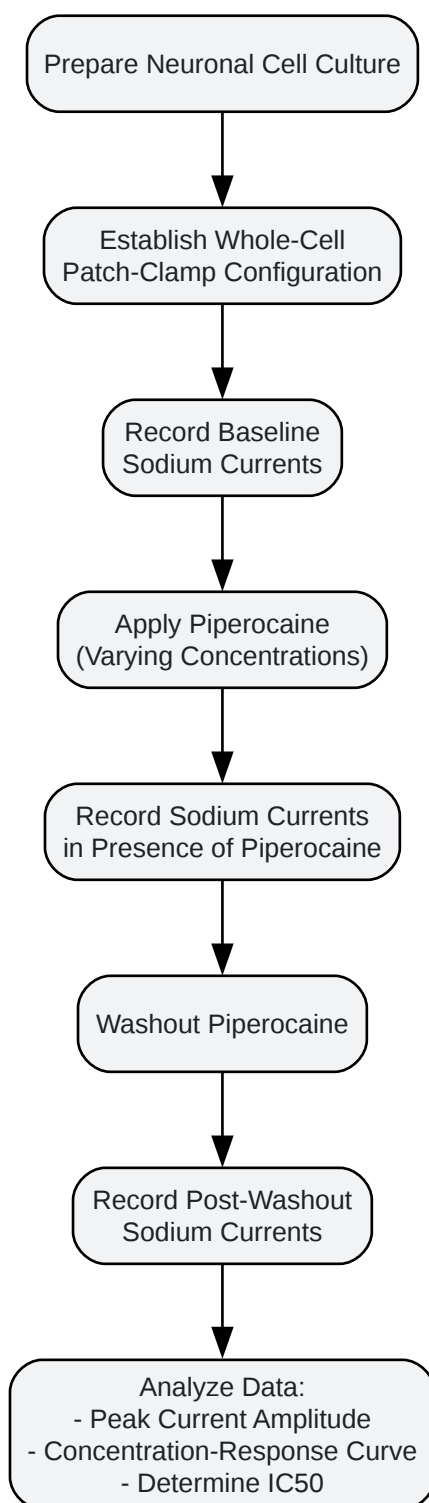 Prepare Neuronal Cell Culture
Establish Whole-Cell
Patch-Clamp Configuration
Record Baseline
Sodium Currents
Apply Piperocaine
(Varying Concentrations)
Record Sodium Currents
in Presence of Piperocaine
Washout Piperocaine
Record Post-Washout
Sodium Currents
Analyze Data:
- Peak Current Amplitude
- Concentration-Response Curve
- Determine IC50